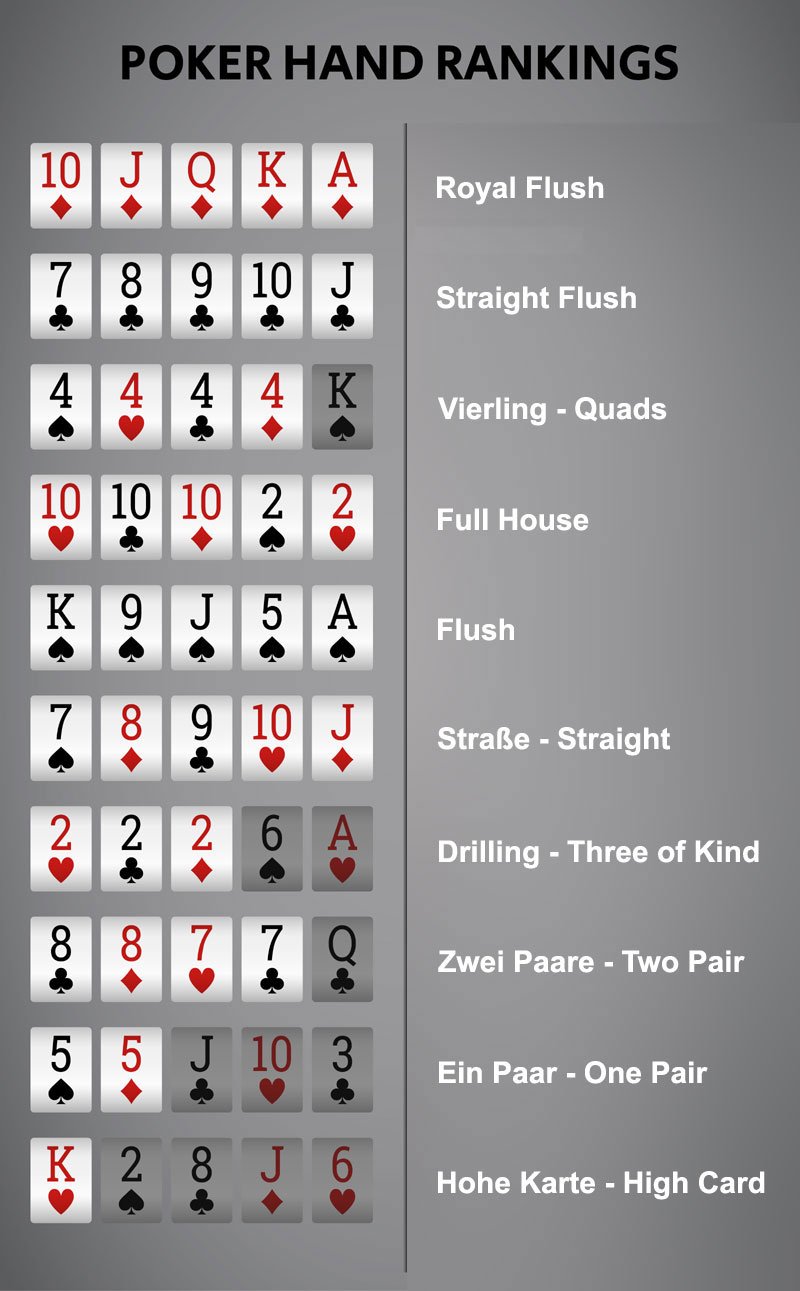 POKER HAND RANKINGS
10 J Q K A Royal Flush
7 8 9 10 J Straight Flush
4 4 4 4 K Vierling - Quads
10 10 10 2 2 Full House
K 9 J 5 A Flush
7 8 9 10 J Straße - Straight
2 2 2 6 A Drilling - Three of Kind
8 8 7 7 Q Zwei Paare - Two Pair
5 5 J 10 3 Ein Paar - One Pair
K 2 8 J 6 Hohe Karte - High Card